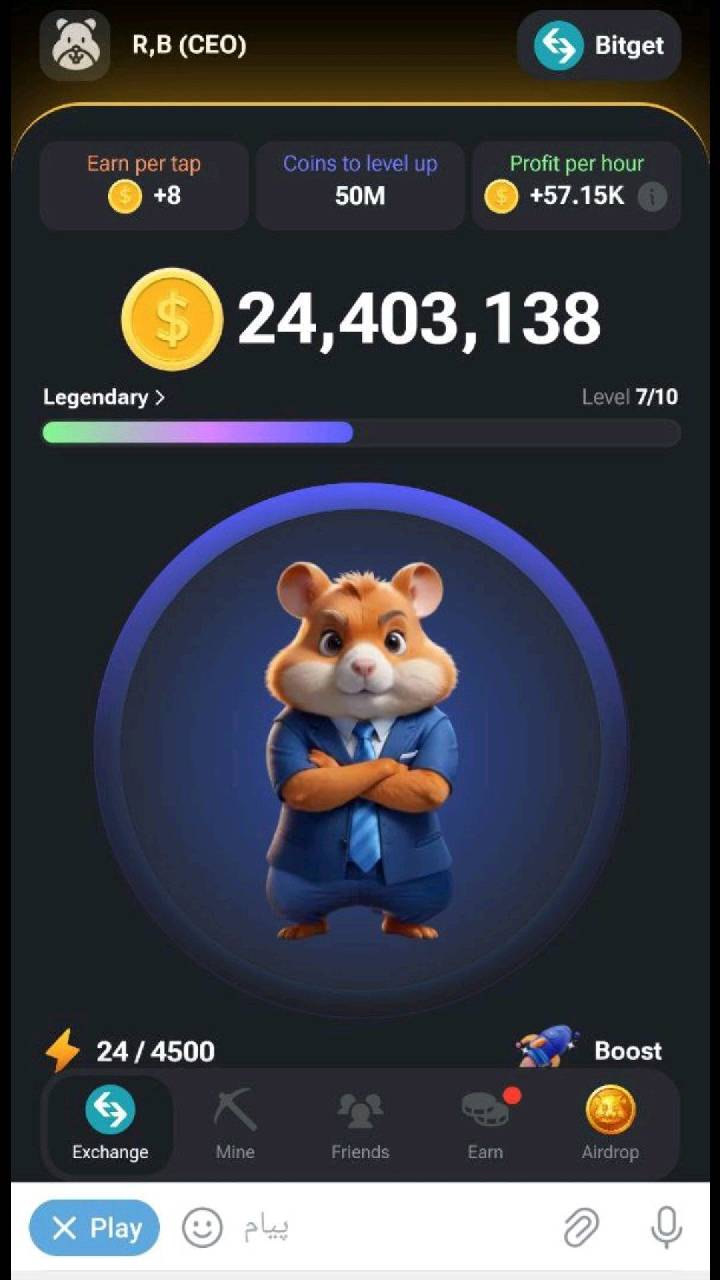 R,B (CEO)
Bitget
Earn per tap
+8
Coins to level up
50M
Profit per hour
+57.15K
24,403,138
Legendary >
Level 7/10
24 / 4500
Boost
Exchange
Mine
Friends
Earn
Airdrop
Play
پیام